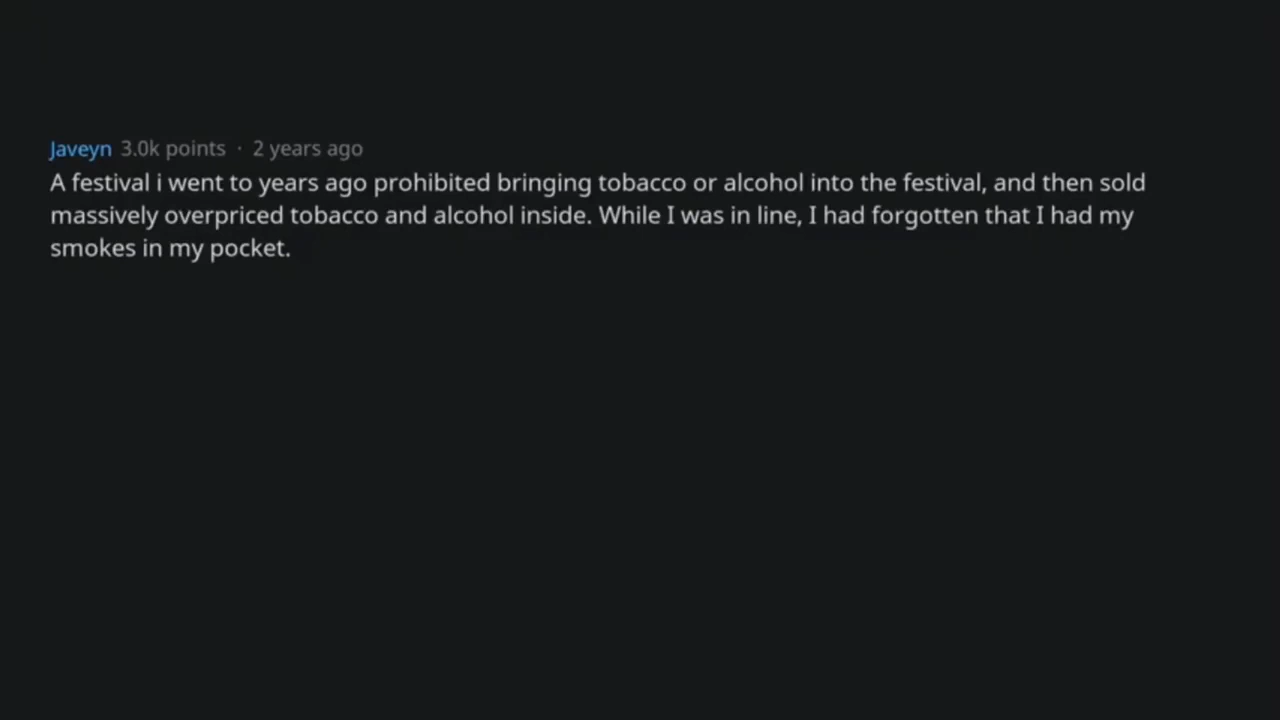 Javeyn 3.0k points · 2 years ago
A festival i went to years ago prohibited bringing tobacco or alcohol into the festival, and then sold
massively overpriced tobacco and alcohol inside. While I was in line, I had forgotten that I had my
smokes in my pocket.